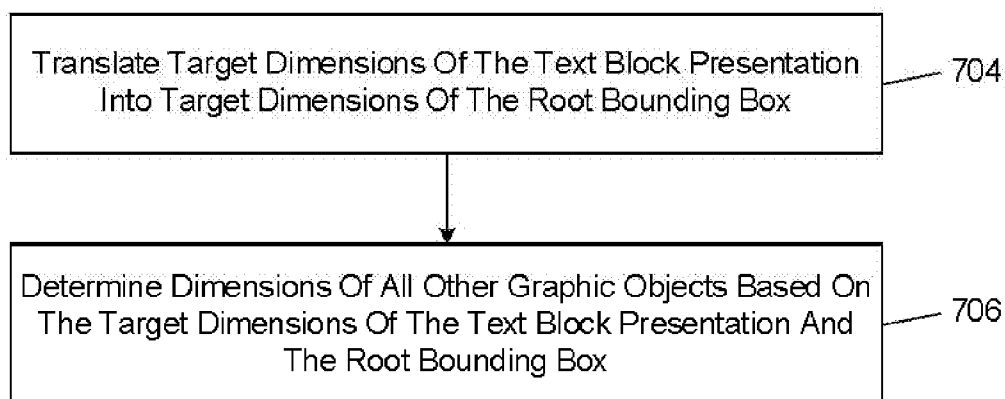 Translate Target Dimensions Of The Text Block Presentation
Into Target Dimensions Of The Root Bounding Box
704
Determine Dimensions Of All Other Graphic Objects Based On
The Target Dimensions Of The Text Block Presentation And
The Root Bounding Box
706